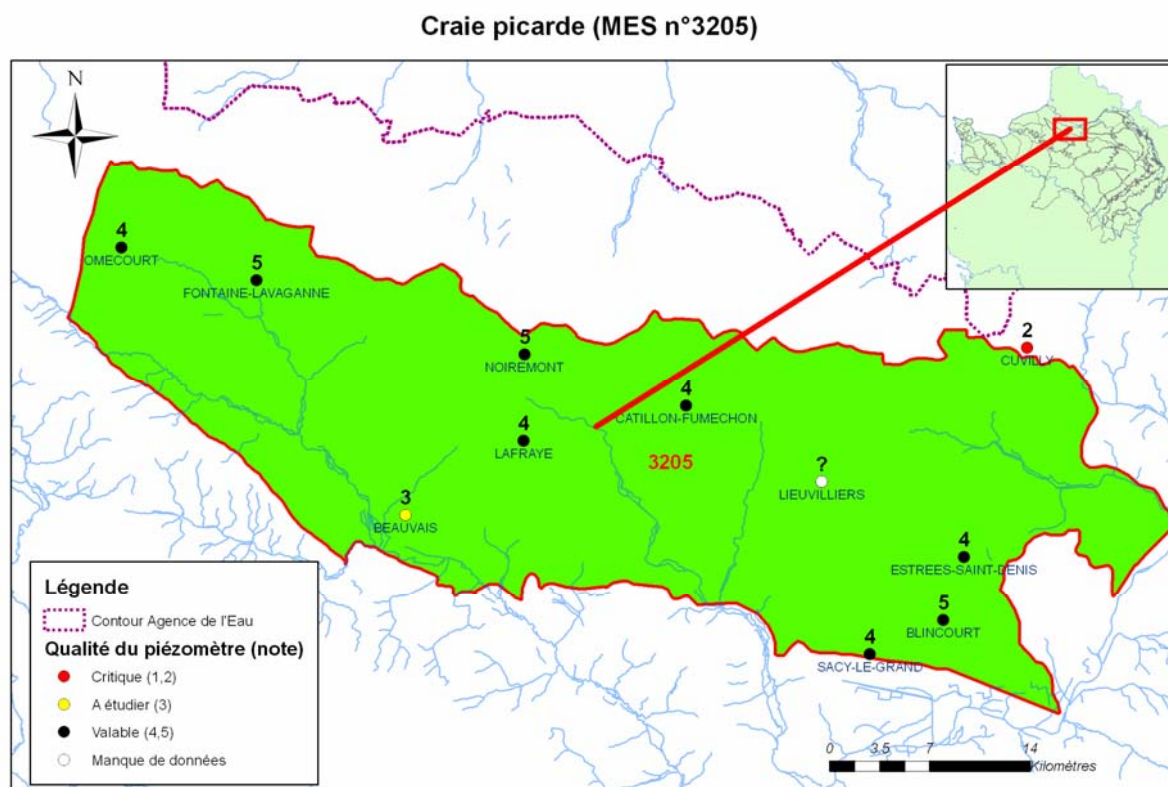 Craie picarde (MES n°3205)
N
4
OMECOURT
5
FONTAINE-LAVAGANNE
5
NOIREMONT
2
CUVILLY
4
CATILLON-FUMECHON
4
LAFRAYE
3205
?
LIEUVILLIERS
3
BEAUVAIS
4
ESTREES-SAINT-DENIS
5
BLINCOURT
4
SACY-LE-GRAND
Légende
Contour Agence de l'Eau
Qualité du piézomètre (note)
Critique (1,2)
A étudier (3)
Valable (4,5)
Manque de données
0 3.5 7 14
Kilomètres